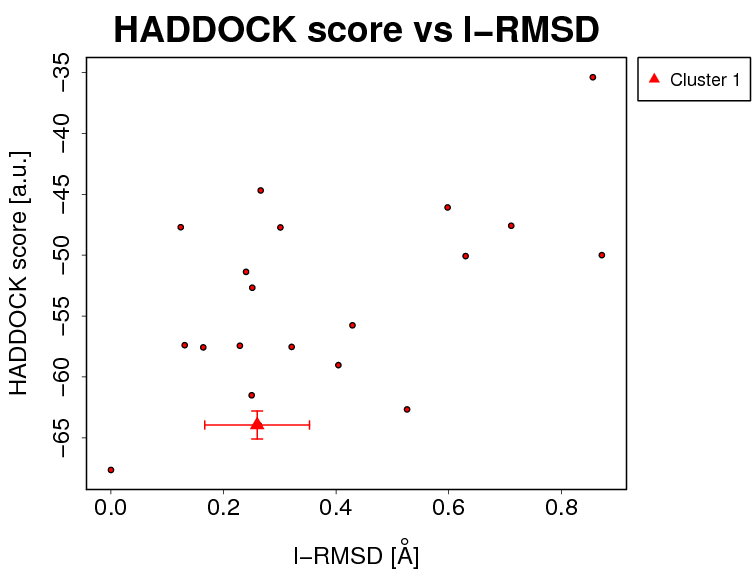 HADDOCK score vs I−RMSD
Cluster 1
HADDOCK score [a.u.]
−35
−40
−45
−50
−55
−60
−65
0.0 0.2 0.4 0.6 0.8
I−RMSD [Å]